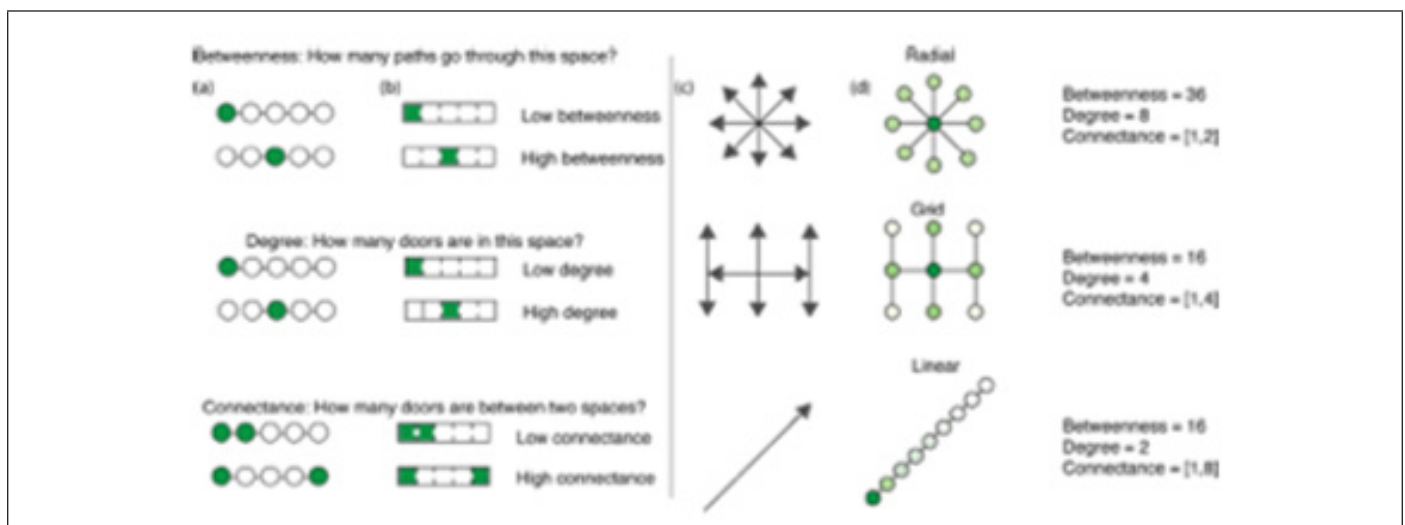 Betweenness: How many paths go through this space?
(a)
(b)
Low betweenness
High betweenness
Degree: How many doors are in this space?
Low degree
High degree
Connectance: How many doors are between two spaces?
Low connectance
High connectance
(c)
(d)
Radial
Betweenness = 36
Degree = 8
Connectance = [1,2]
Grid
Betweenness = 16
Degree = 4
Connectance = [1,4]
Linear
Betweenness = 16
Degree = 2
Connectance = [1,8]